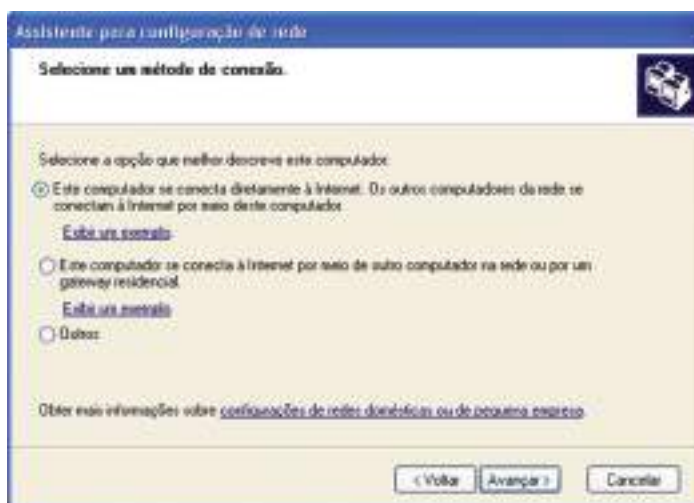 Assistente para configuração de rede
Selecione um método de conexão.
Selecione a opção que melhor descreve este computador:
Este computador se conecta diretamente à Internet. Os outros computadores da rede se
conectam à Internet por meio deste computador.
Exibir um exemplo.
Este computador se conecta à Internet por meio de outro computador na rede ou por um
gateway residencial.
Exibir um exemplo.
Outros
Obter mais informações sobre configurações de redes domésticas ou de pequena empresa.
< Voltar
Avançar >
Cancelar